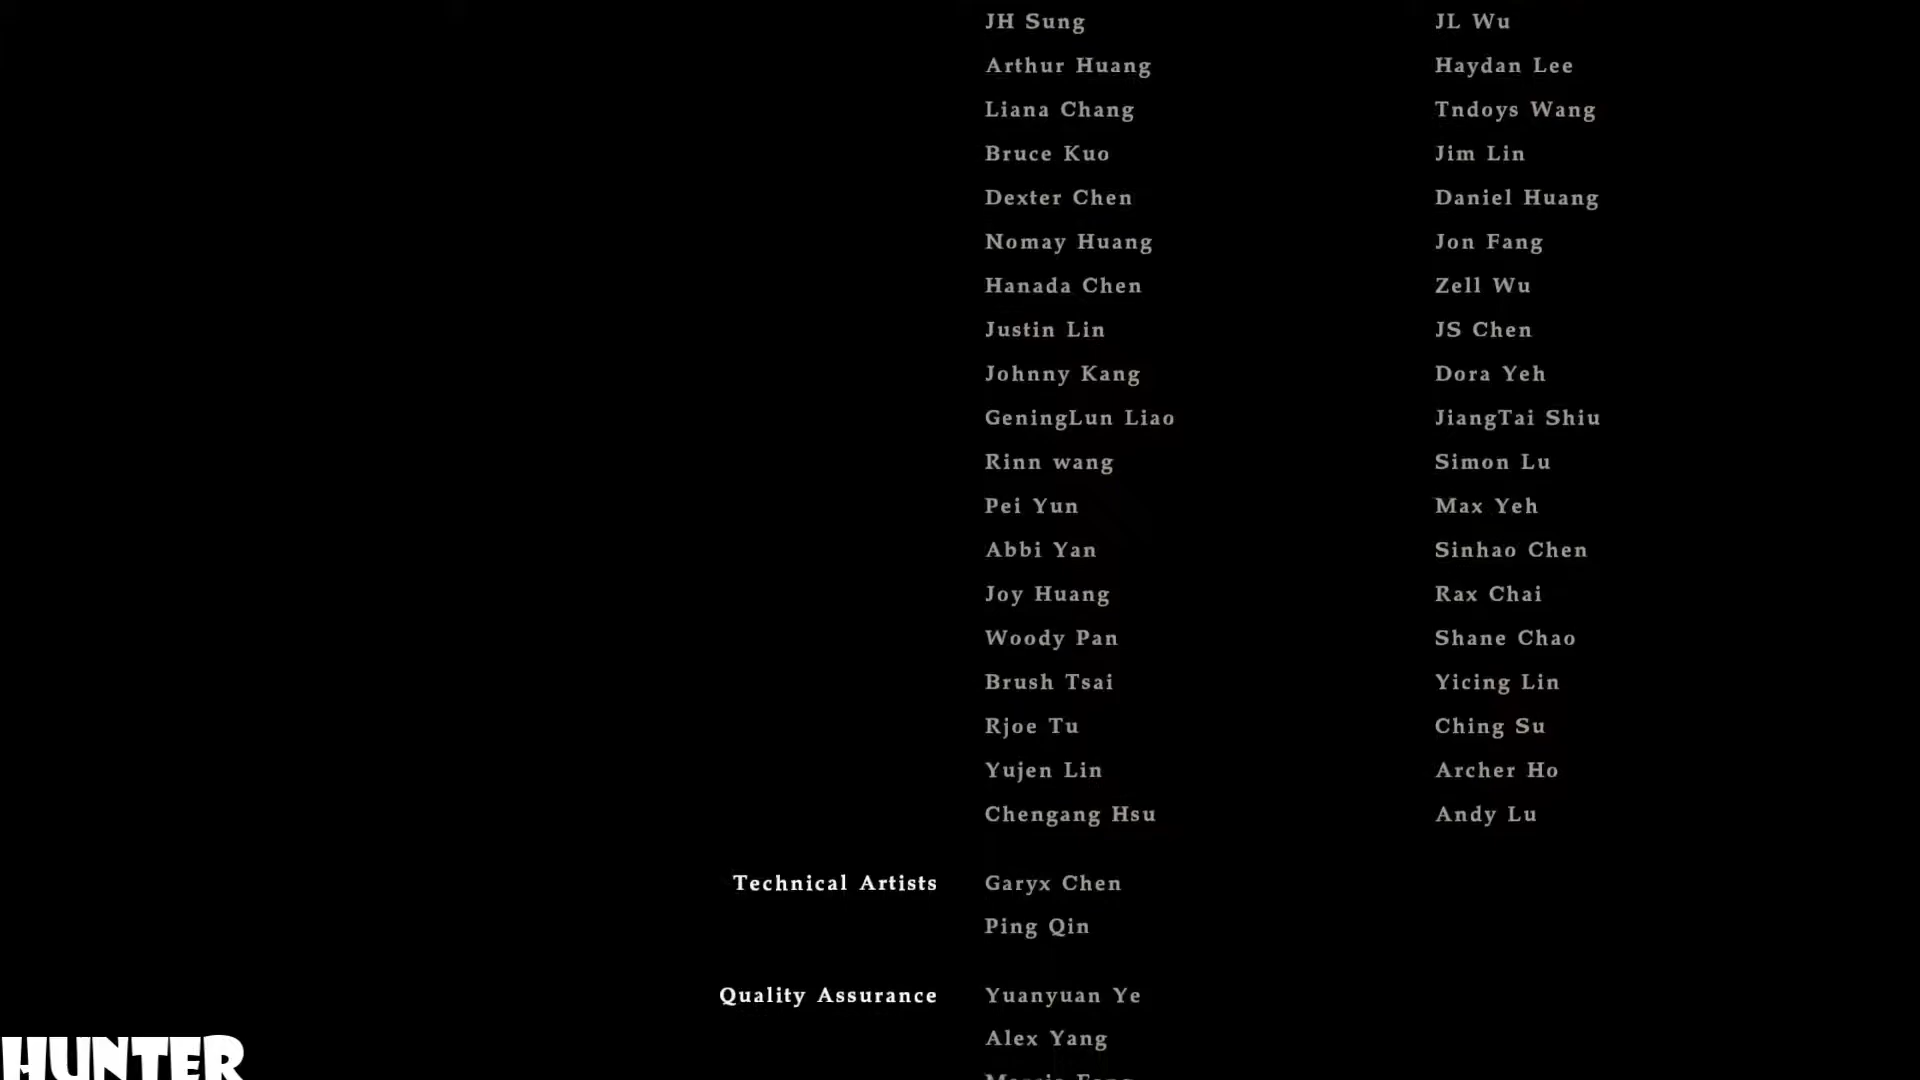 JH Sung JL Wu
Arthur Huang Haydan Lee
Liana Chang Tndoys Wang
Bruce Kuo Jim Lin
Dexter Chen Daniel Huang
Nomay Huang Jon Fang
Hanada Chen Zell Wu
Justin Lin JS Chen
Johnny Kang Dora Yeh
GeningLun Liao JiangTai Shiu
Rinn wang Simon Lu
Pei Yun Max Yeh
Abbi Yan Sinhao Chen
Joy Huang Rax Chai
Woody Pan Shane Chao
Brush Tsai Yicing Lin
Rjoe Tu Ching Su
Yujen Lin Archer Ho
Chengang Hsu Andy Lu
Technical Artists Garyx Chen
Ping Qin
Quality Assurance Yuanyuan Ye
Alex Yang
HUNTER